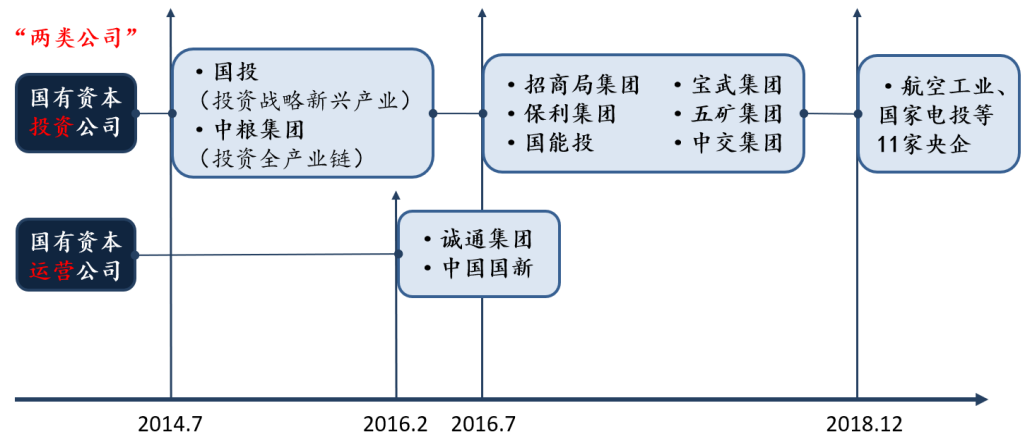 “两类公司”
国有资本
投资公司
· 国投
（投资战略新兴产业）
· 中粮集团
（投资全产业链）
· 招商局集团
· 保利集团
· 国能投
· 宝武集团
· 五矿集团
· 中交集团
· 航空工业、
国家电投等
11家央企
国有资本
运营公司
· 诚通集团
· 中国国新
2014.7
2016.2
2016.7
2018.12